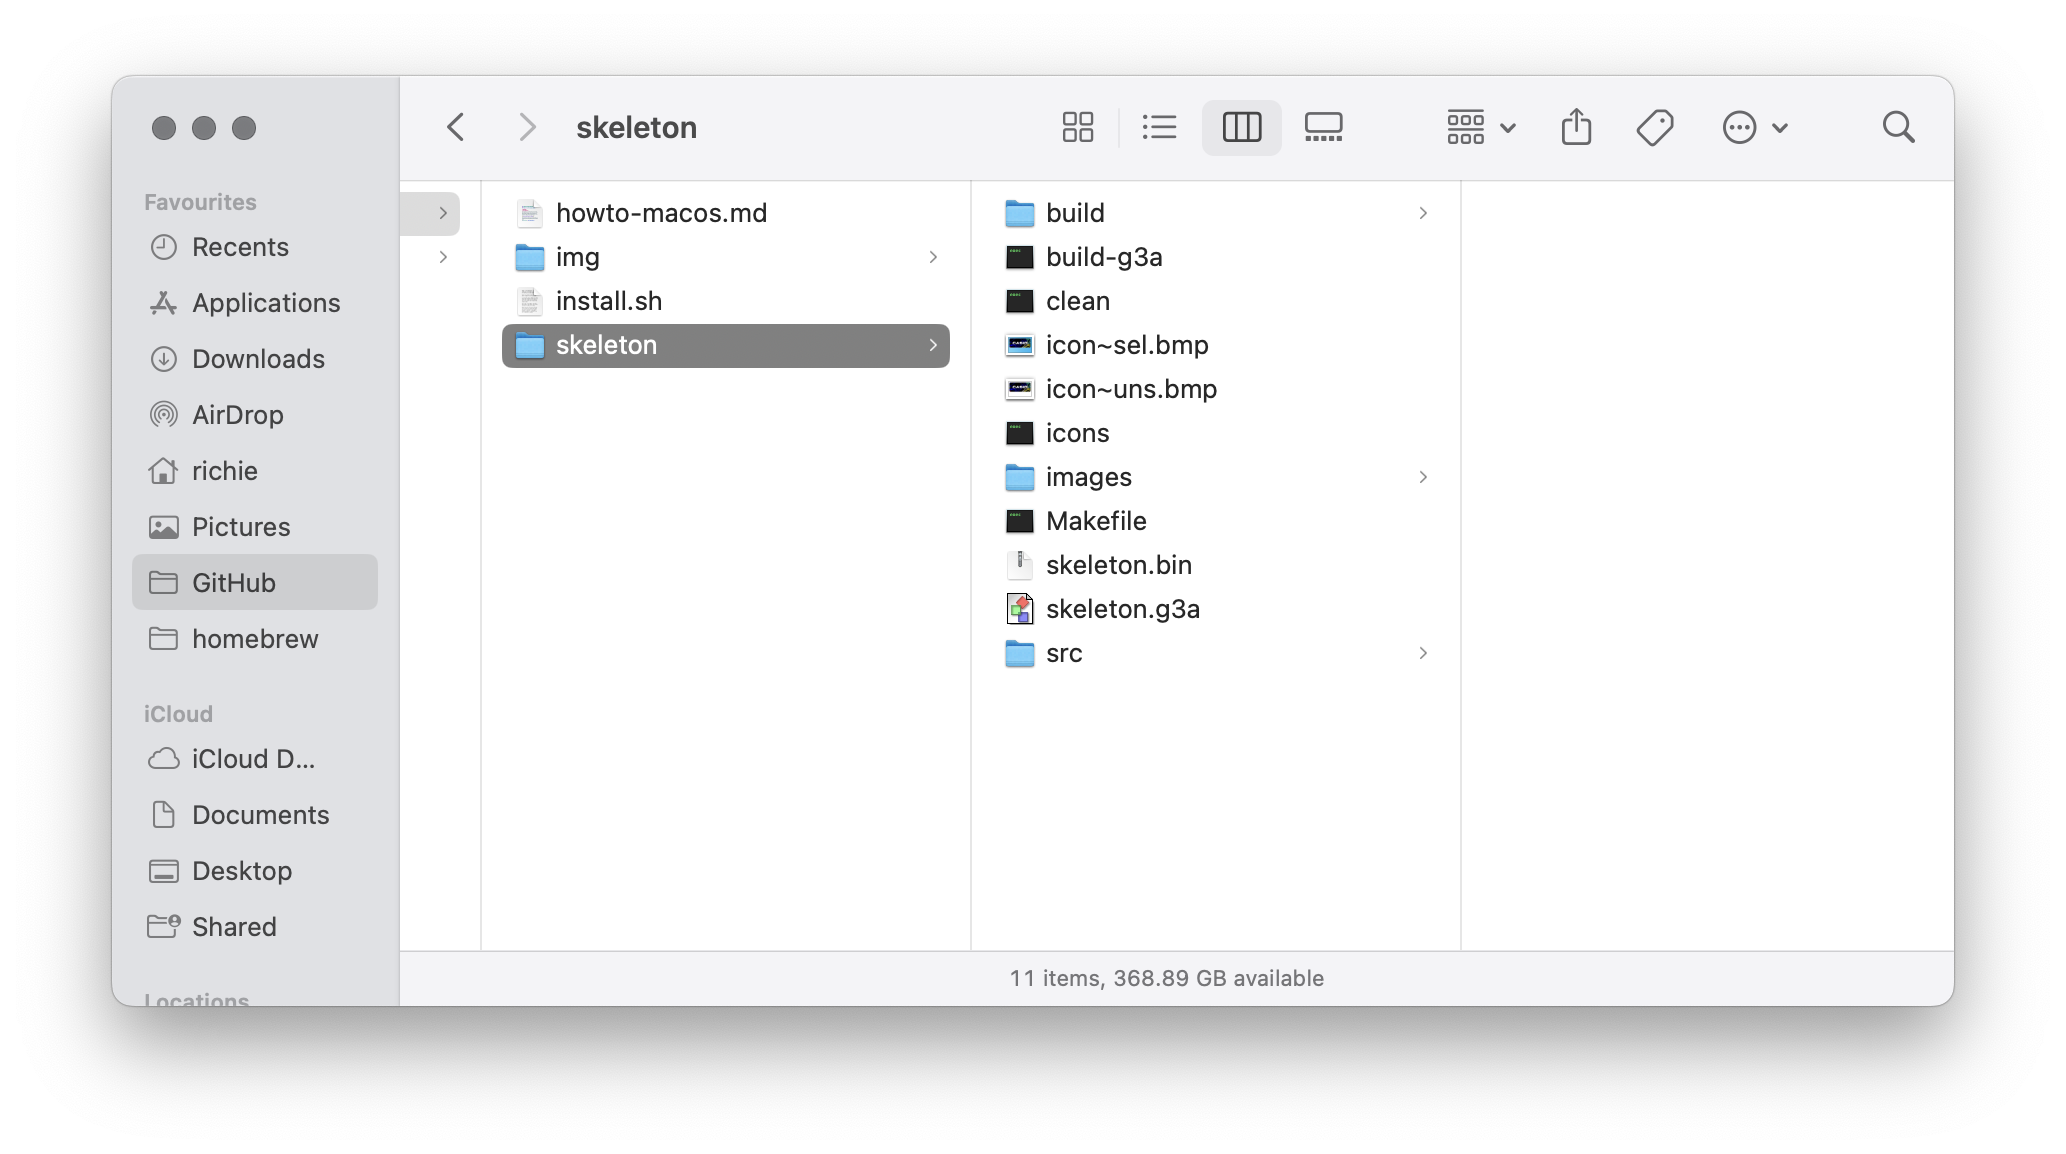 skeleton
Favourites
Recents
Applications
Downloads
AirDrop
richie
Pictures
GitHub
homebrew
iCloud
iCloud D...
Documents
Desktop
Shared
Locations
howto-macos.md
img
install.sh
skeleton
build
build-g3a
clean
icon~sel.bmp
icon~uns.bmp
icons
images
Makefile
skeleton.bin
skeleton.g3a
src
11 items, 368.89 GB available